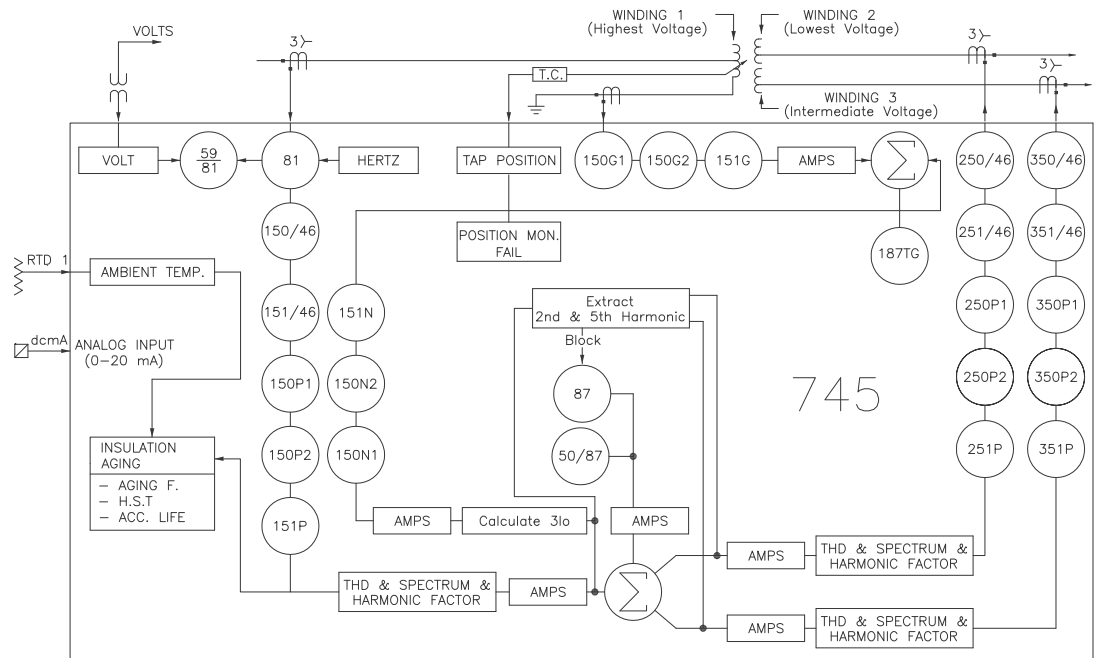 VOLTS
3
WINDING 1
(Highest Voltage)
WINDING 2
(Lowest Voltage)
3
3
T.C.
WINDING 3
(Intermediate Voltage)
VOLT
59
81
81
HERTZ
TAP POSITION
150G1
150G2
151G
AMPS
Σ
250/46
350/46
150/46
POSITION MON.
FAIL
187TG
251/46
351/46
RTD 1
AMBIENT TEMP.
151/46
151N
Extract
2nd & 5th Harmonic
Block
250P1
350P1
dcmA
ANALOG INPUT
(0–20 mA)
150P1
150N2
87
745
250P2
350P2
INSULATION
AGING
– AGING F.
– H.S.T
– ACC. LIFE
150P2
150N1
50/87
251P
351P
151P
AMPS
Calculate 3Io
AMPS
AMPS
THD & SPECTRUM &
HARMONIC FACTOR
THD & SPECTRUM &
HARMONIC FACTOR
AMPS
Σ
AMPS
THD & SPECTRUM &
HARMONIC FACTOR